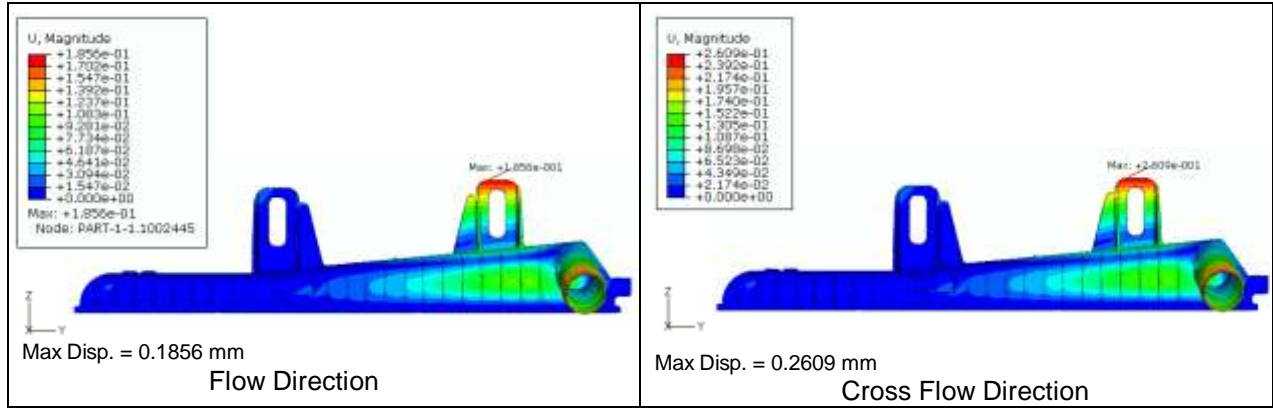 U, Magnitude
+1.856e-01
+1.702e-01
+1.547e-01
+1.392e-01
+1.237e-01
+1.083e-01
+9.281e-02
+7.734e-02
+6.187e-02
+4.641e-02
+3.094e-02
+1.547e-02
+0.000e+00
Max: +1.856e-01
Node: PART-1-1.1002445
Max: +1.856e-001
Z
X Y
Max Disp. = 0.1856 mm
Flow Direction
U, Magnitude
+2.609e-01
+2.392e-01
+2.174e-01
+1.957e-01
+1.740e-01
+1.522e-01
+1.305e-01
+1.087e-01
+8.698e-02
+6.523e-02
+4.349e-02
+2.174e-02
+0.000e+00
Max: +2.609e-001
Z
X Y
Max Disp. = 0.2609 mm
Cross Flow Direction